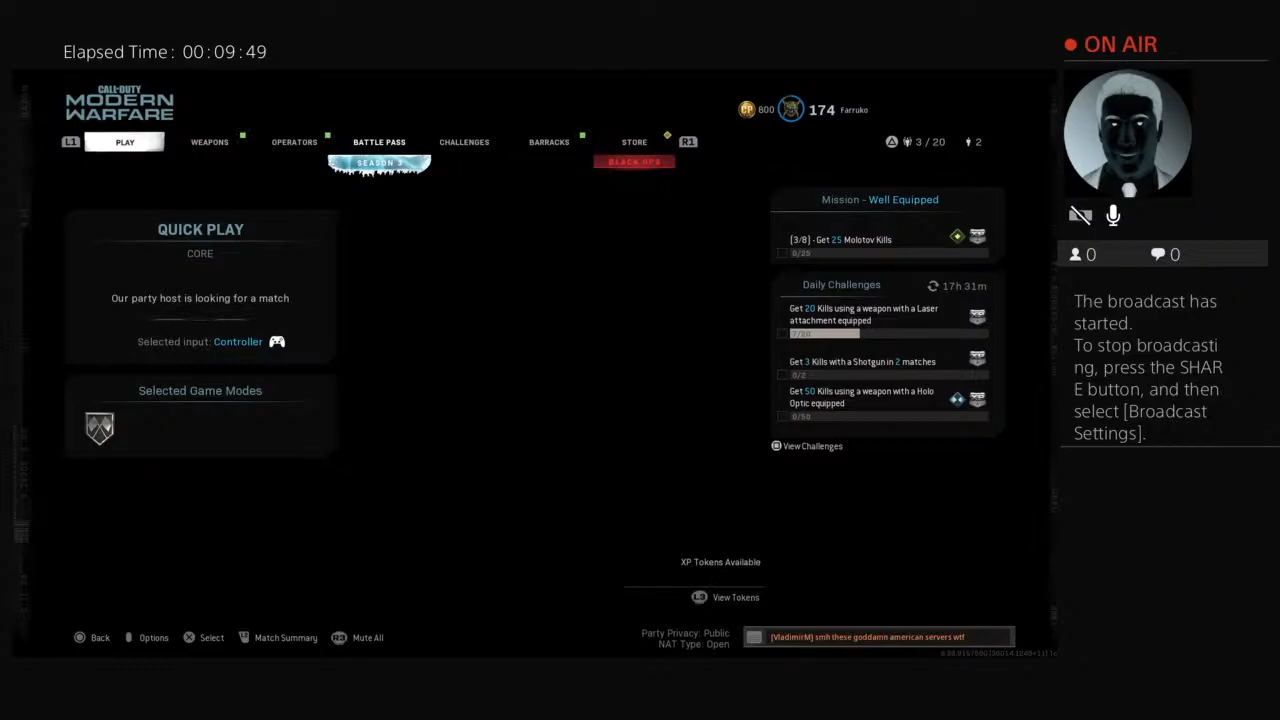 Elapsed Time: 00:09:49
ON AIR
CALL OF DUTY
MODERN
WARFARE
CP 800 174 Farruko
L1 PLAY WEAPONS OPERATORS BATTLE PASS CHALLENGES BARRACKS STORE R1
3 / 20 2
SEASON 3
BLACK OPS
QUICK PLAY
CORE
Our party host is looking for a match
Selected input: Controller
Selected Game Modes
Mission - Well Equipped
[3/8] - Get 25 Molotov Kills
0/25
Daily Challenges 17h 31m
Get 20 Kills using a weapon with a Laser
attachment equipped
7/20
Get 3 Kills with a Shotgun in 2 matches
0/2
Get 50 Kills using a weapon with a Holo
Optic equipped
0/50
View Challenges
0 0
The broadcast has
started.
To stop broadcasti
ng, press the SHAR
E button, and then
select [Broadcast
Settings].
XP Tokens Available
L3 View Tokens
Back Options Select Match Summary R3 Mute All
Party Privacy: Public
NAT Type: Open
[VladimirM] smh these goddamn american servers wtf